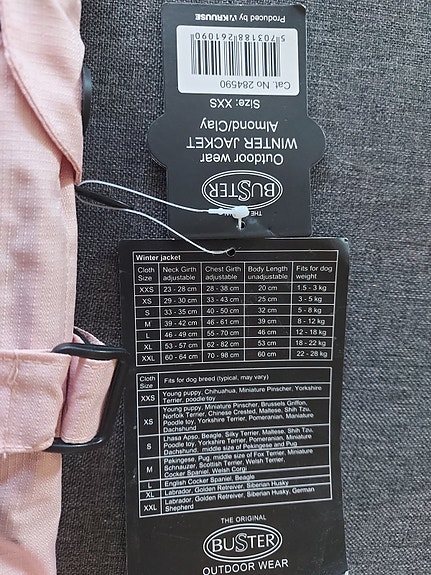 Produced by KRUUSE
5 703188 261090
Cat. No 284590
Size: XXS
Almond/Clay
WINTER JACKET
Outdoor wear
BUSTER
THE
Winter jacket
Cloth Size | Neck Girth adjustable | Chest Girth adjustable | Body Length unadjustable | Fits for dog weight
XXS | 23 - 28 cm | 28 - 38 cm | 20 cm | 1.5 - 3 kg
XS | 29 - 30 cm | 33 - 43 cm | 25 cm | 3 - 5 kg
S | 33 - 35 cm | 40 - 50 cm | 32 cm | 5 - 8 kg
M | 39 - 42 cm | 46 - 61 cm | 39 cm | 8 - 12 kg
L | 46 - 49 cm | 55 - 70 cm | 46 cm | 12 - 18 kg
XL | 53 - 57 cm | 62 - 82 cm | 53 cm | 18 - 22 kg
XXL | 60 - 64 cm | 70 - 98 cm | 60 cm | 22 - 28 kg
Cloth Size | Fits for dog breed (typical, may vary)
XXS | Young puppy, Chihuahua, Miniature Pinscher, Yorkshire
Terrier, poodle toy
XS | Young puppy, Miniature Pinscher, Brussels Griffon,
Norfolk Terrier, Chinese Crested, Maltese, Shih Tzu,
Poodle toy, Yorkshire Terrier, Pomeranian, Miniature
Dachshund
S | Lhasa Apso, Beagle, Silky Terrier, Maltese, Shih Tzu,
Poodle toy, Yorkshire Terrier, Pomeranian, Miniature
Dachshund, middle size of Pekingese and Pug
M | Pekingese, Pug, middle size of Fox Terrier, Miniature
Schnauzer, Scottish Terrier, Welsh Terrier,
Cocker Spaniel, Welsh Corgi
L | English Cocker Spaniel, Beagle
XL | Labrador, Golden Retreiver, Siberian Husky
XXL | Labrador, Golden Retreiver, Siberian Husky, German
Shepherd
THE ORIGINAL
BUSTER
OUTDOOR WEAR